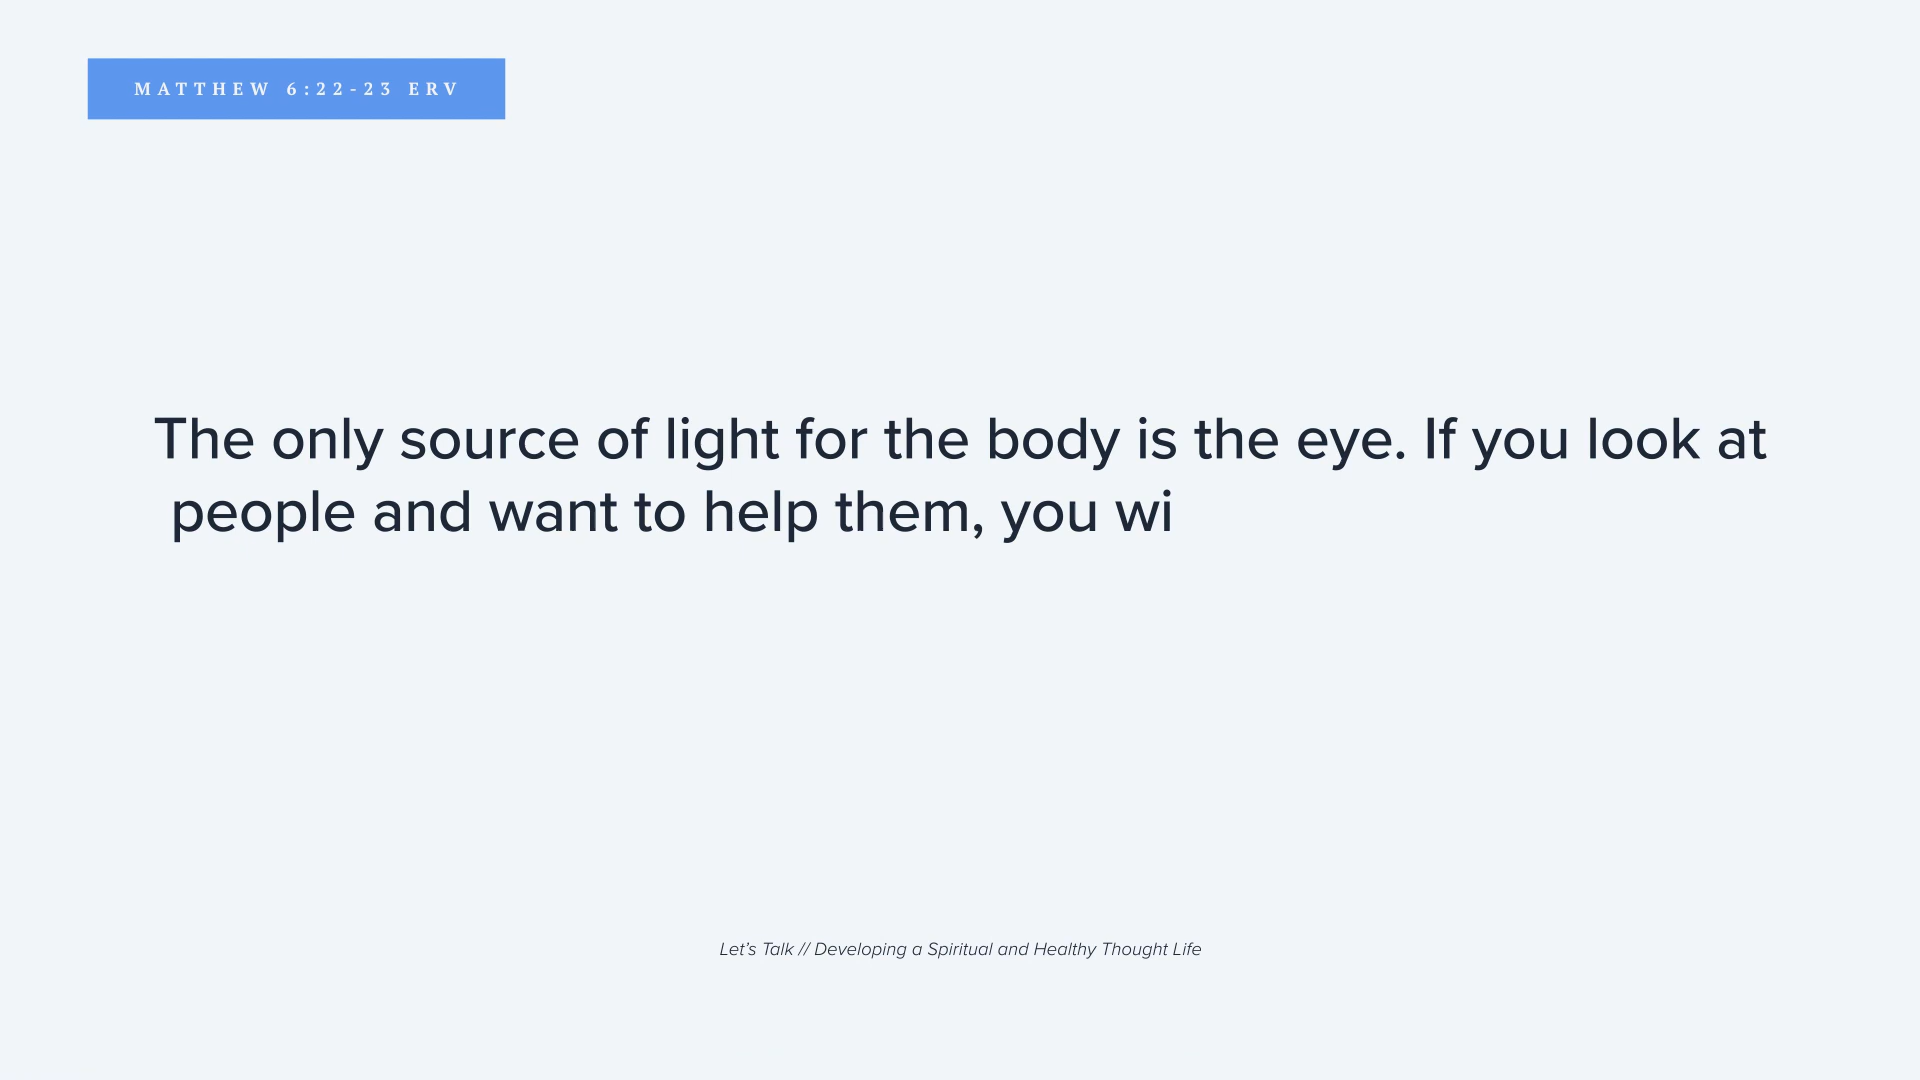 MATTHEW 6:22-23 ERV
The only source of light for the body is the eye. If you look at
people and want to help them, you wi
Let’s Talk // Developing a Spiritual and Healthy Thought Life